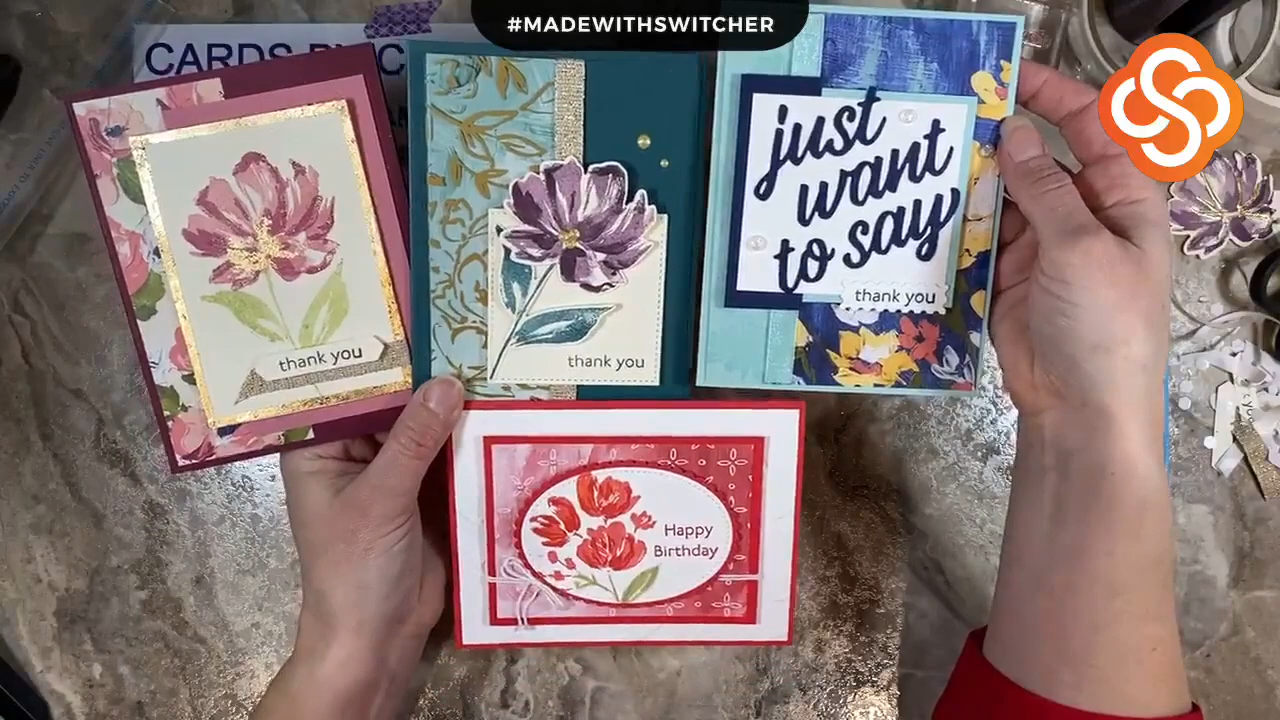 #MADEWITHSWITCHER
CARDS
thank you
thank you
just
want
to say
thank you
Happy
Birthday